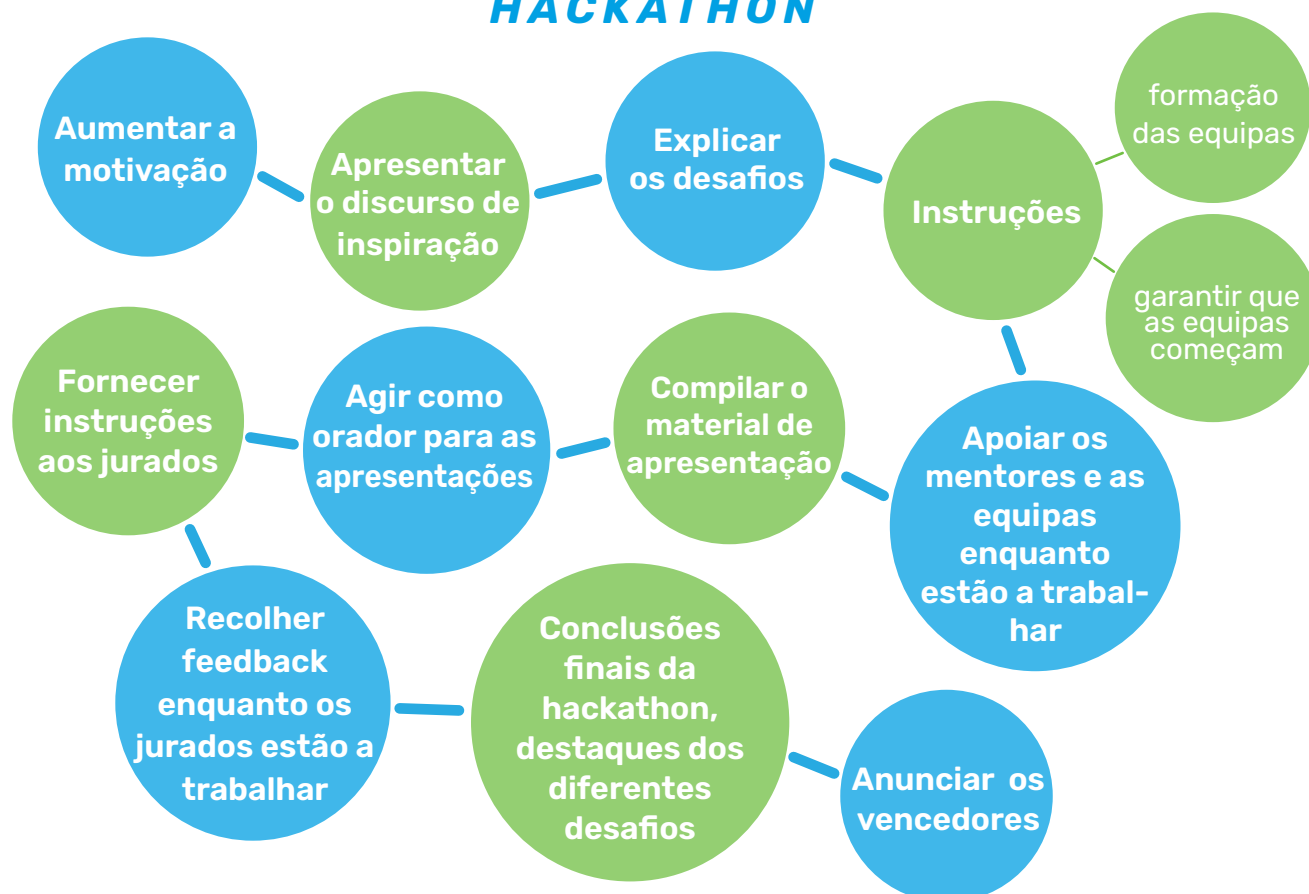 HACKATHON
Aumentar a
motivação
Apresentar
o discurso de
inspiração
Explicar
os desafios
Instruções
formação
das equipas
garantir que
as equipas
começam
Apoiar os
mentores e as
equipas
enquanto
estão a trabal-
har
Compilar o
material de
apresentação
Agir como
orador para as
apresentações
Fornecer
instruções
aos jurados
Recolher
feedback
enquanto os
jurados estão a
trabalhar
Conclusões
finais da
hackathon,
destaques dos
diferentes
desafios
Anunciar os
vencedores